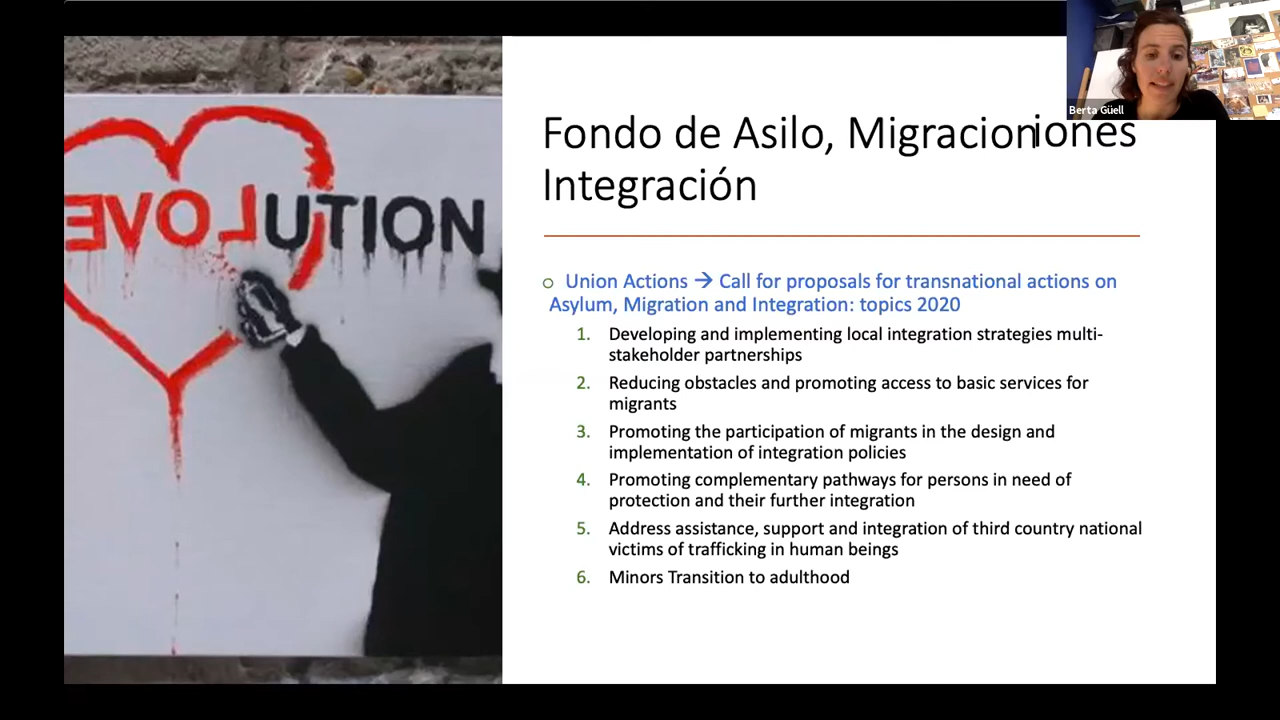 Berta Güell
Fondo de Asilo, Migracioniones
Integración
EVOLUTION
Union Actions → Call for proposals for transnational actions on
Asylum, Migration and Integration: topics 2020
1. Developing and implementing local integration strategies multi-
stakeholder partnerships
2. Reducing obstacles and promoting access to basic services for
migrants
3. Promoting the participation of migrants in the design and
implementation of integration policies
4. Promoting complementary pathways for persons in need of
protection and their further integration
5. Address assistance, support and integration of third country national
victims of trafficking in human beings
6. Minors Transition to adulthood